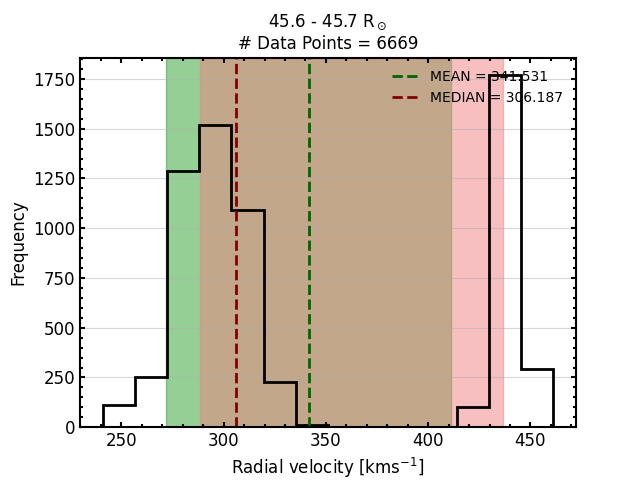 45.6 - 45.7 R⊙
# Data Points = 6669
MEAN = 341.531
MEDIAN = 306.187
Frequency
1750
1500
1250
1000
750
500
250
0
250
300
350
400
450
Radial velocity [kms⁻¹]